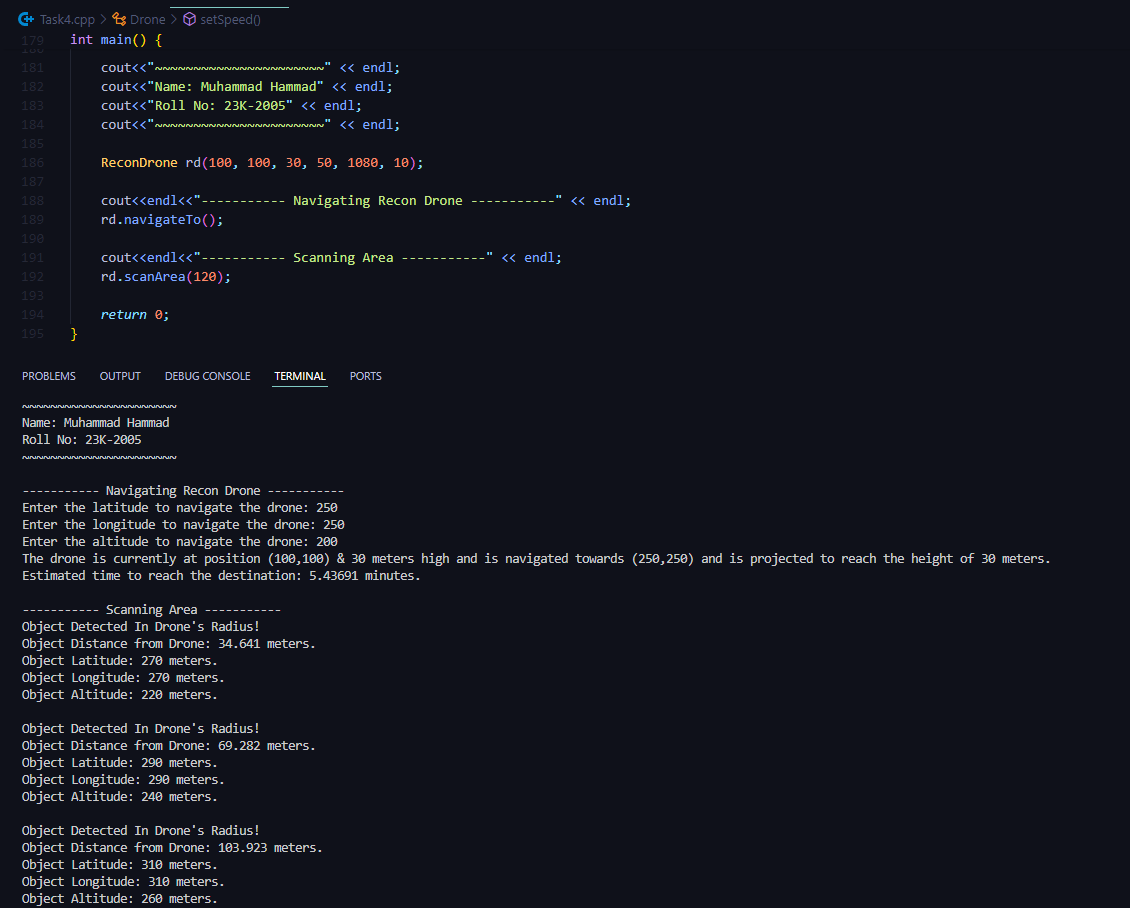 Task4.cpp > Drone > setSpeed()
179 int main() {
180
181 cout<<"~~~~~~~~~~~~~~~~~~~~~~" << endl;
182 cout<<"Name: Muhammad Hammad" << endl;
183 cout<<"Roll No: 23K-2005" << endl;
184 cout<<"~~~~~~~~~~~~~~~~~~~~~~" << endl;
185
186 ReconDrone rd(100, 100, 30, 50, 1080, 10);
187
188 cout<<endl<<"----------- Navigating Recon Drone -----------" << endl;
189 rd.navigateTo();
190
191 cout<<endl<<"----------- Scanning Area -----------" << endl;
192 rd.scanArea(120);
193
194 return 0;
195 }
PROBLEMS OUTPUT DEBUG CONSOLE TERMINAL PORTS
~~~~~~~~~~~~~~~~~~~~~~
Name: Muhammad Hammad
Roll No: 23K-2005
~~~~~~~~~~~~~~~~~~~~~~
----------- Navigating Recon Drone -----------
Enter the latitude to navigate the drone: 250
Enter the longitude to navigate the drone: 250
Enter the altitude to navigate the drone: 200
The drone is currently at position (100,100) & 30 meters high and is navigated towards (250,250) and is projected to reach the height of 30 meters.
Estimated time to reach the destination: 5.43691 minutes.
----------- Scanning Area -----------
Object Detected In Drone's Radius!
Object Distance from Drone: 34.641 meters.
Object Latitude: 270 meters.
Object Longitude: 270 meters.
Object Altitude: 220 meters.
Object Detected In Drone's Radius!
Object Distance from Drone: 69.282 meters.
Object Latitude: 290 meters.
Object Longitude: 290 meters.
Object Altitude: 240 meters.
Object Detected In Drone's Radius!
Object Distance from Drone: 103.923 meters.
Object Latitude: 310 meters.
Object Longitude: 310 meters.
Object Altitude: 260 meters.